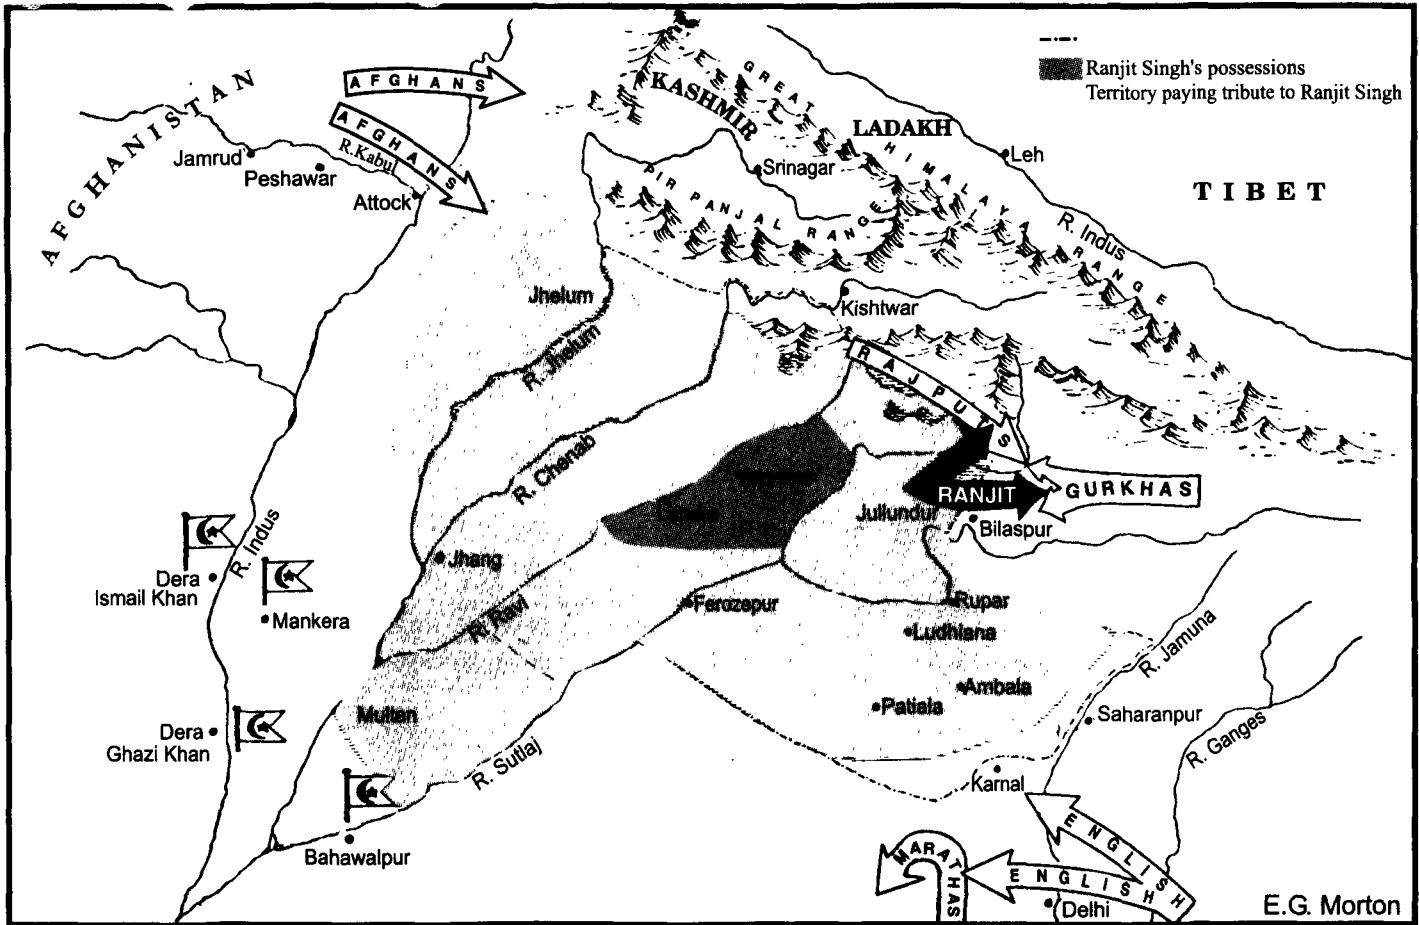 Ranjit Singh's possessions
Territory paying tribute to Ranjit Singh
AFGHANISTAN
AFGHANS
AFGHANS
R.Kabul
Jamrud
Peshawar
Attock
KASHMIR
GREAT HIMALAYA RANGE
LADAKH
Leh
TIBET
Srinagar
PIR PANJAL RANGE
R. Indus
Jhelum
R. Jhelum
Kishtwar
RAJPUTS
R. Chenab
RANJIT
GURKHAS
Jullundur
Bilaspur
R. Indus
Dera
Ismail Khan
Jhang
Mankera
R. Ravi
Ferozepur
Rupar
Ludhiana
R. Jamuna
Ambala
Patiala
Multan
Saharanpur
Dera
Ghazi Khan
R. Sutlaj
R. Ganges
Karnal
Bahawalpur
ENGLISH
MARATHAS
ENGLISH
Delhi
E.G. Morton